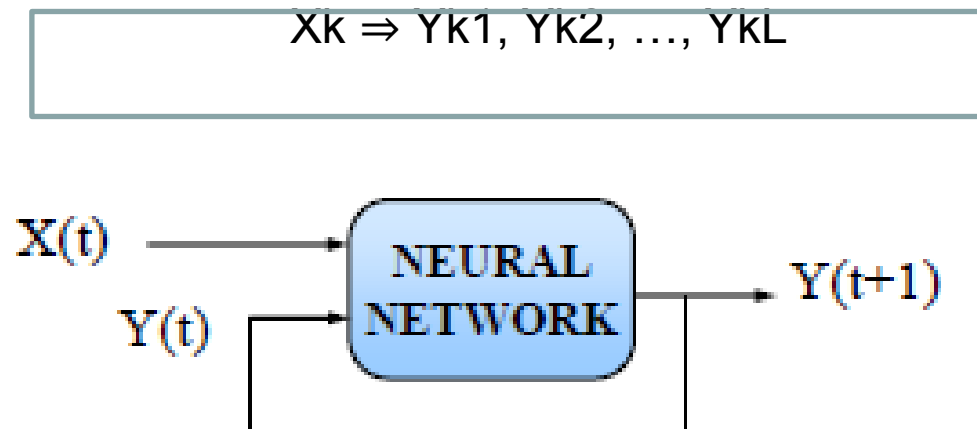 Xk ⇒ Yk1, Yk2, ..., YkL
X(t)
NEURAL
NETWORK
Y(t+1)
Y(t)